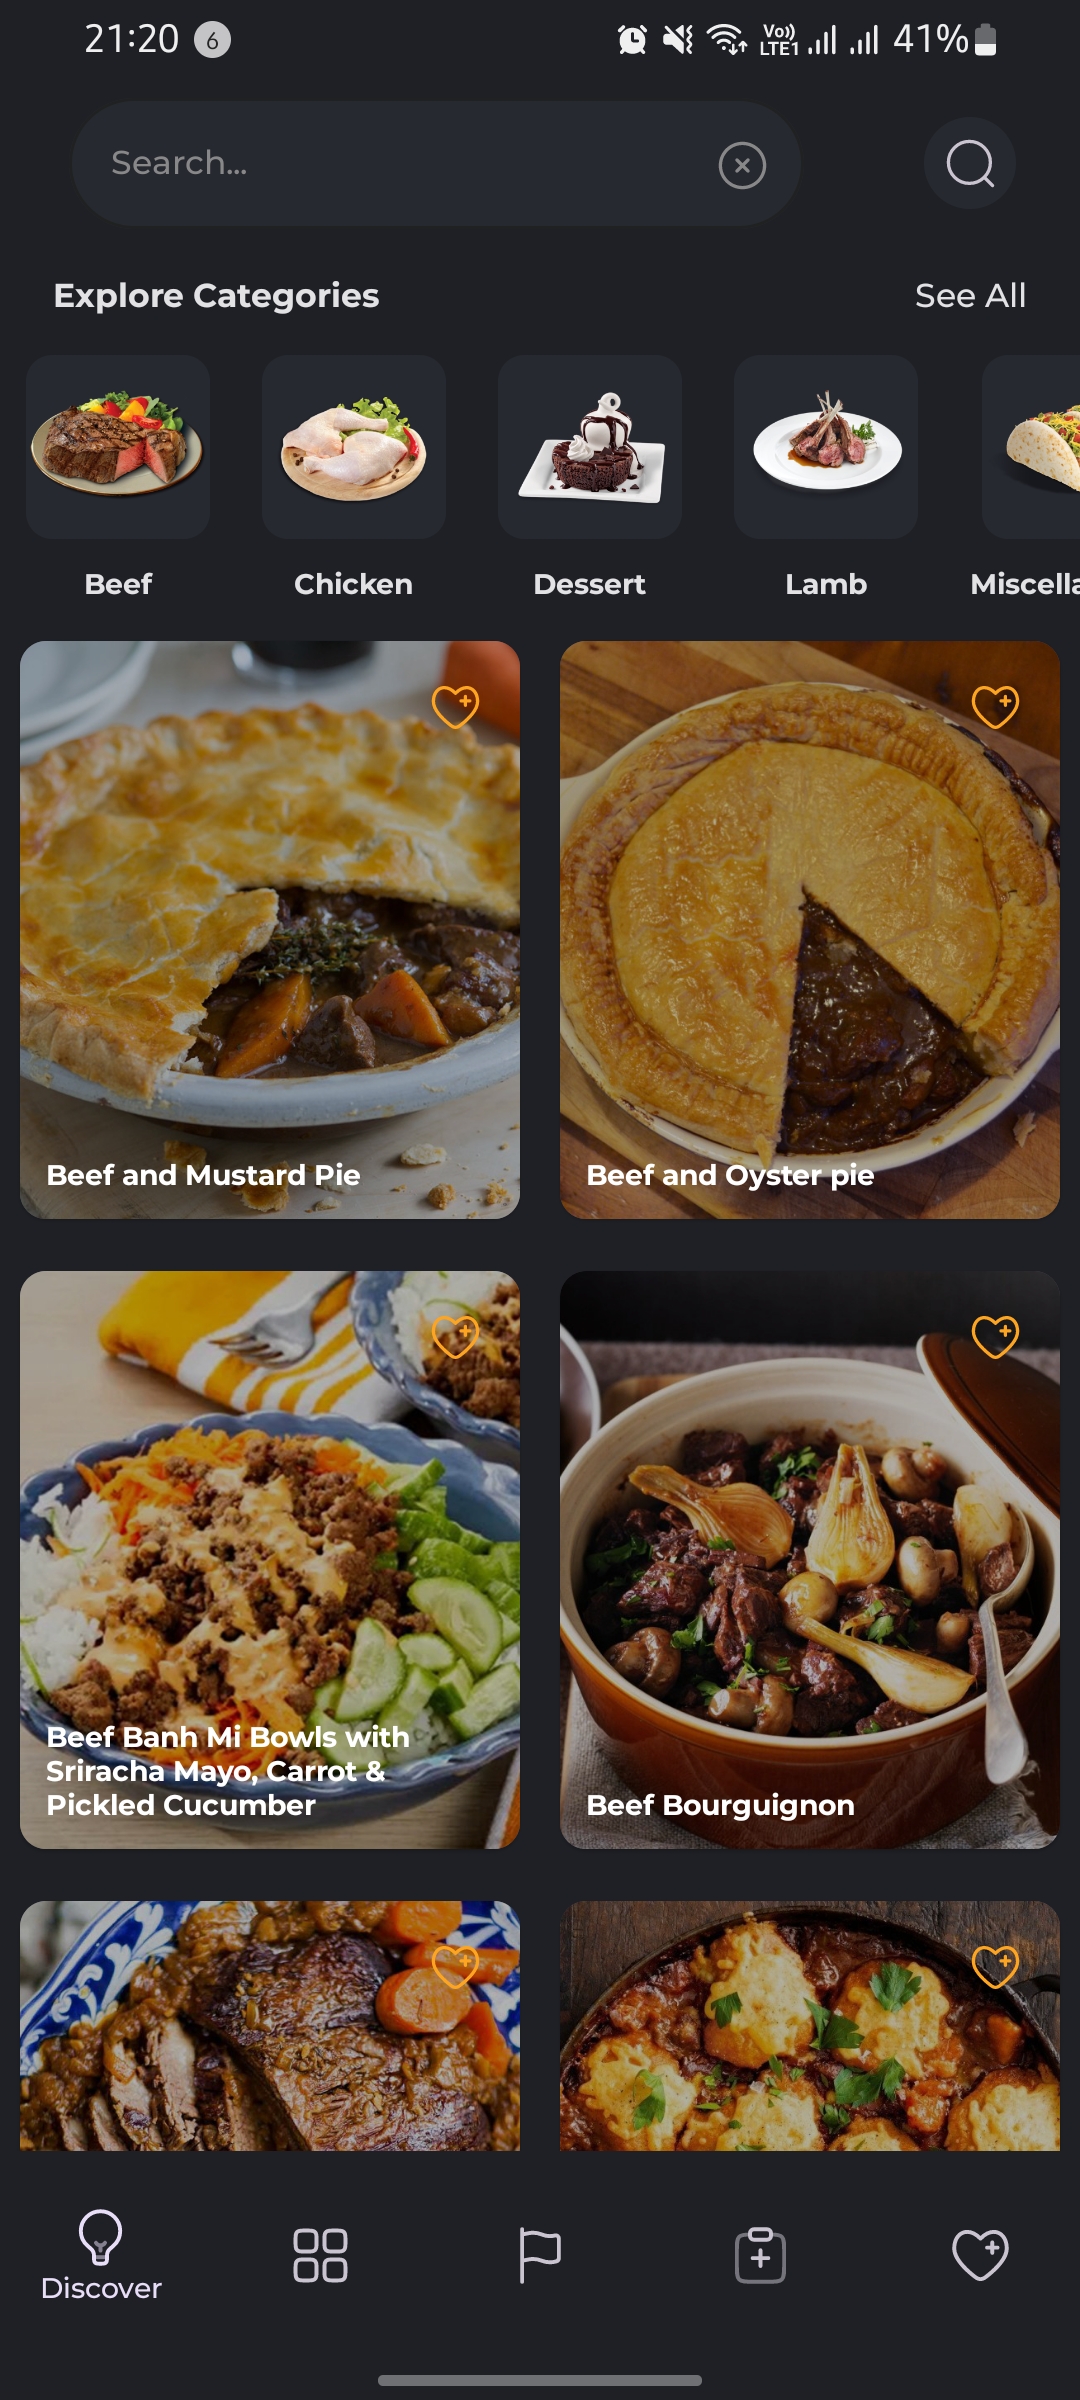 21:20 6 Vo)) LTE1 41%
Search...
Explore Categories See All
Beef Chicken Dessert Lamb Miscella
Beef and Mustard Pie
Beef and Oyster pie
Beef Banh Mi Bowls with
Sriracha Mayo, Carrot &
Pickled Cucumber
Beef Bourguignon
Discover